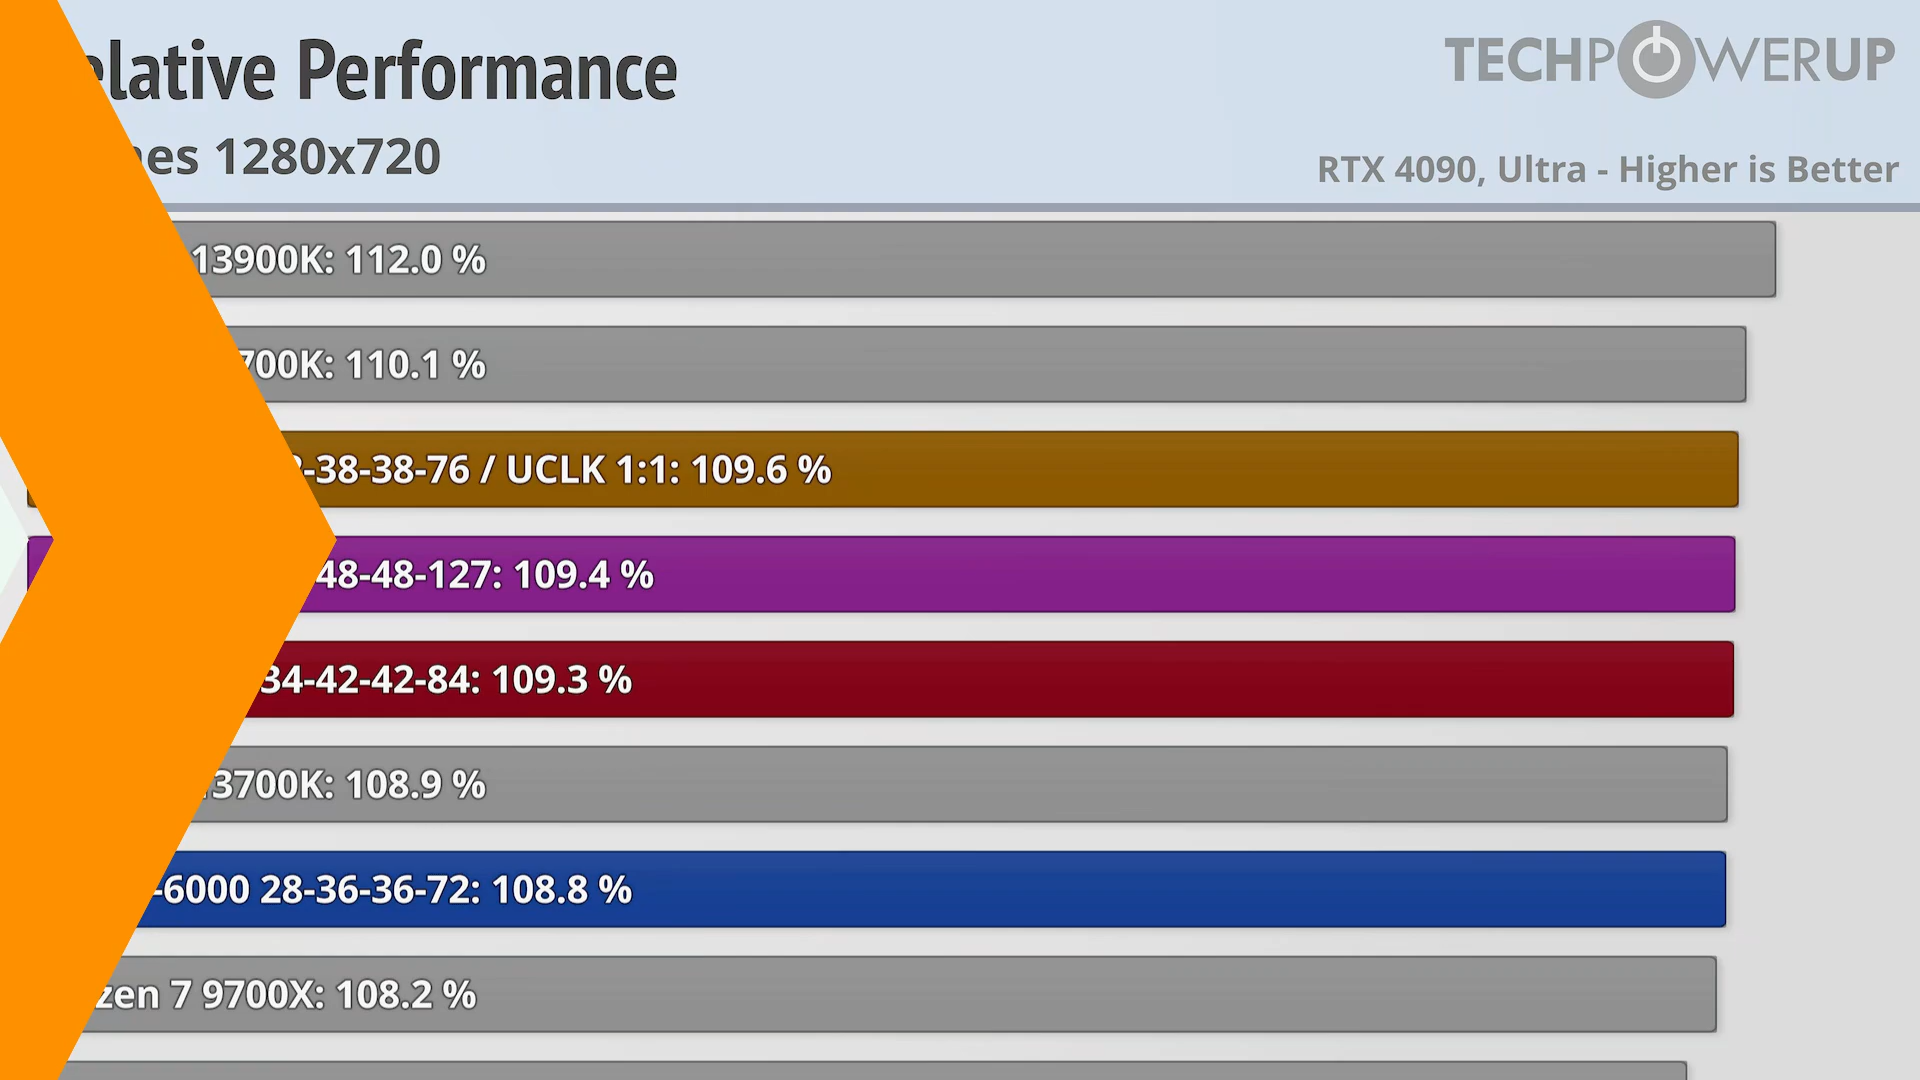 elative Performance
TECHPOWERUP
es 1280x720
RTX 4090, Ultra - Higher is Better
13900K: 112.0 %
700K: 110.1 %
-38-38-76 / UCLK 1:1: 109.6 %
48-48-127: 109.4 %
34-42-42-84: 109.3 %
3700K: 108.9 %
-6000 28-36-36-72: 108.8 %
zen 7 9700X: 108.2 %